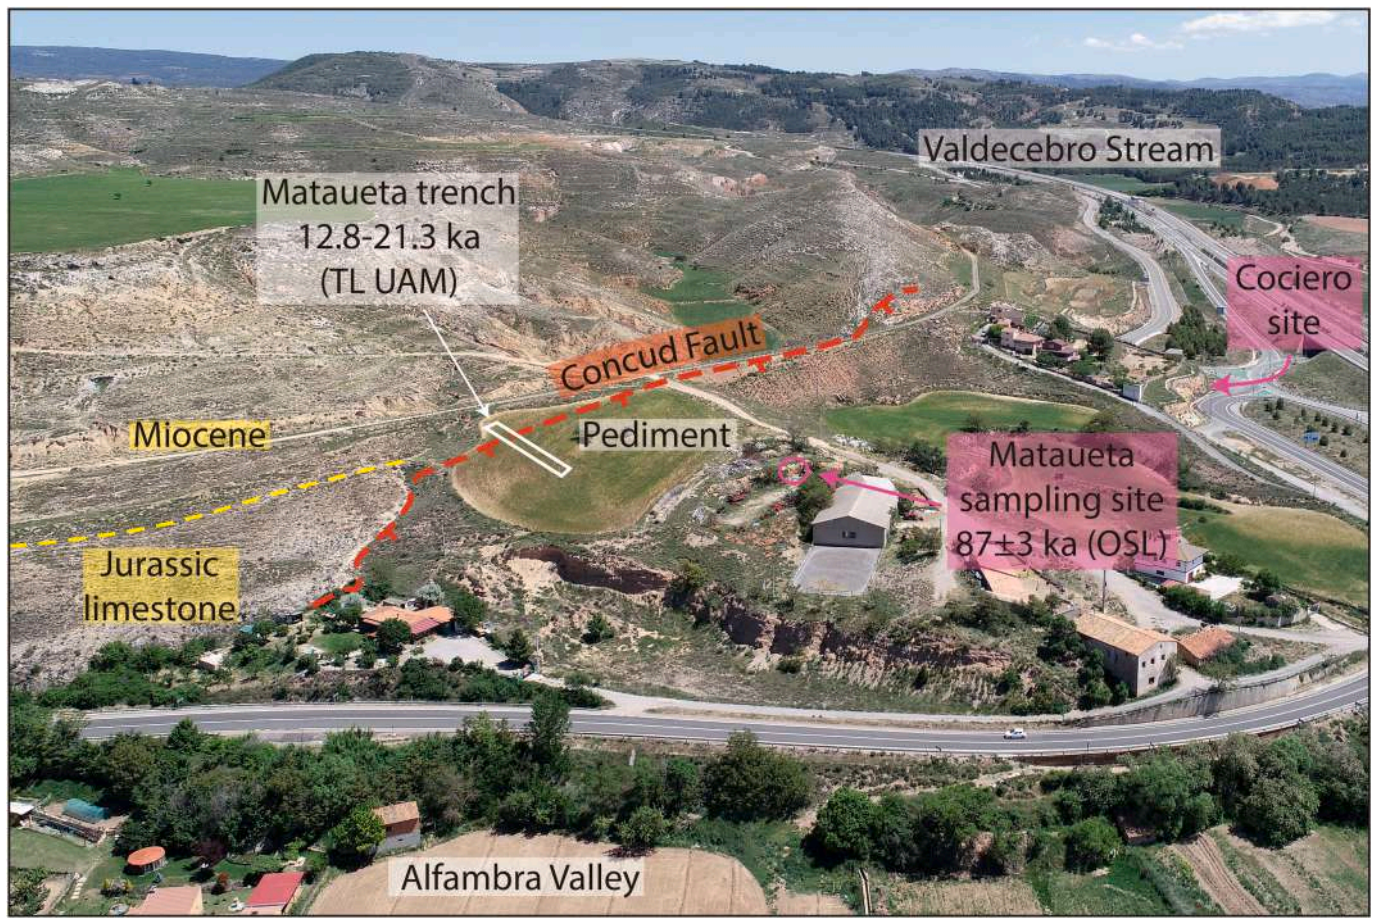 Valdecebro Stream
Mataueta trench
12.8-21.3 ka
(TL UAM)
Cociero
site
Concud Fault
Miocene
Pediment
Mataueta
sampling site
87±3 ka (OSL)
Jurassic
limestone
Alfambra Valley